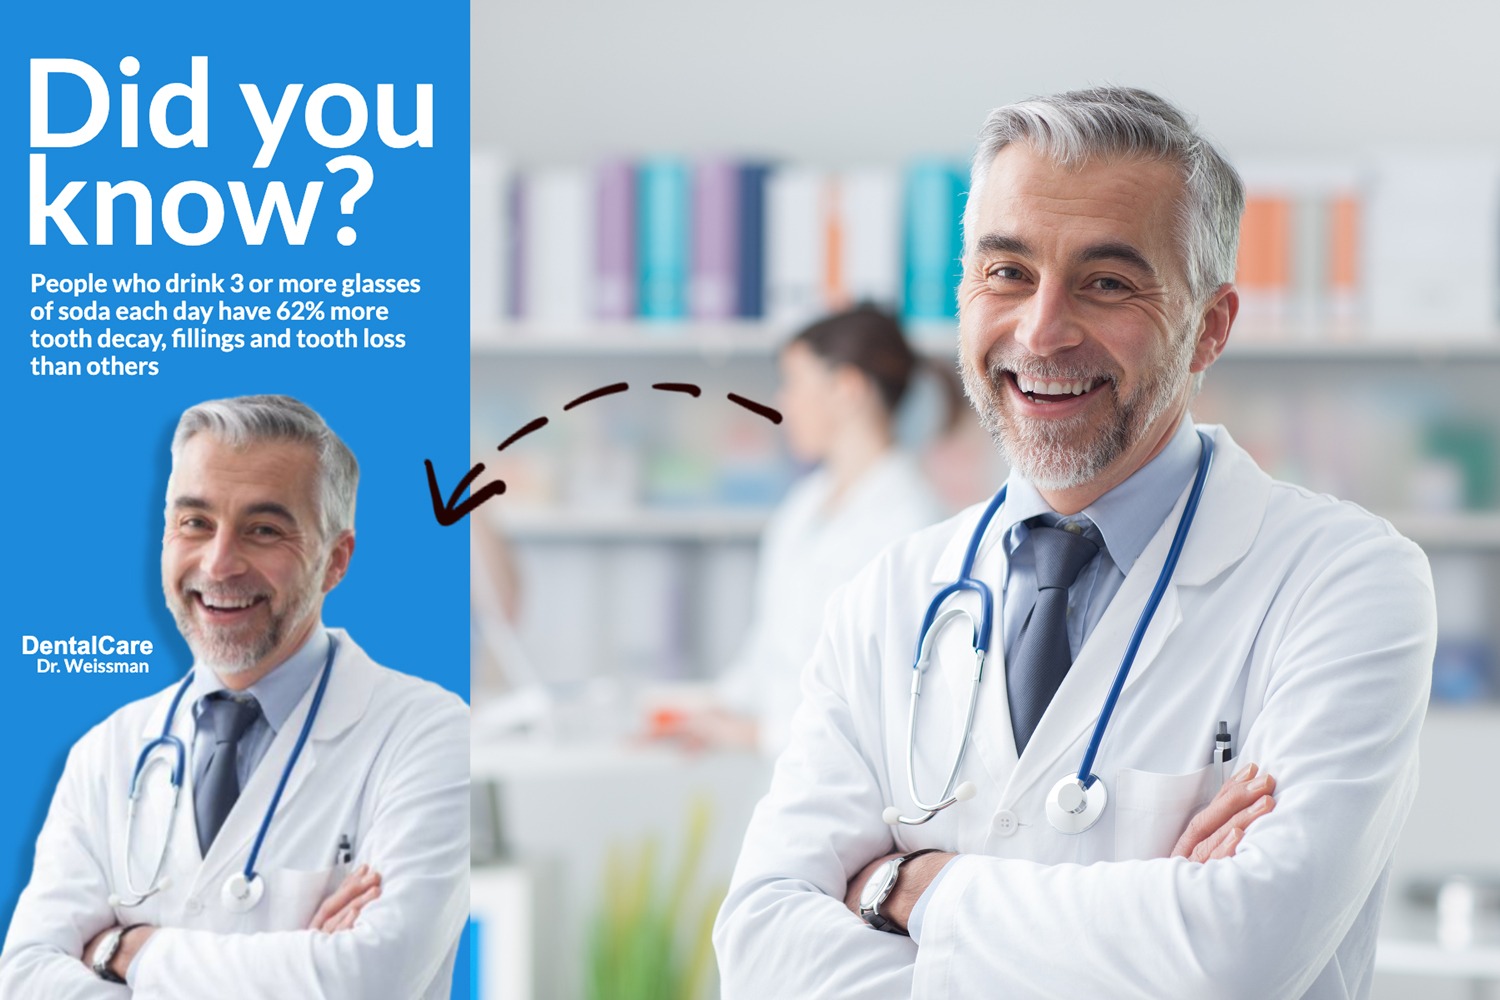 Did you
know?
People who drink 3 or more glasses
of soda each day have 62% more
tooth decay, fillings and tooth loss
than others
DentalCare
Dr. Weissman